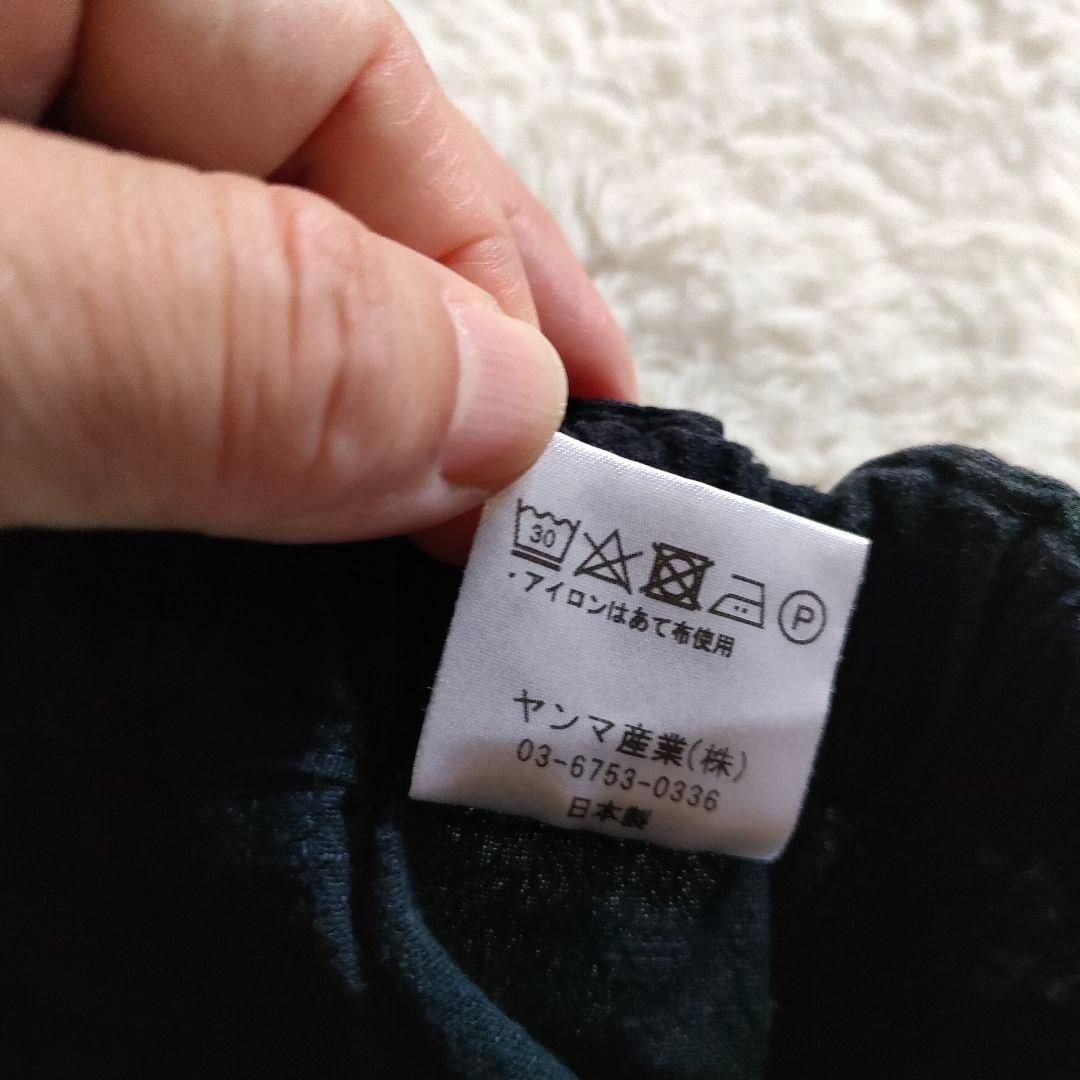 30 P
・アイロンはあて布使用
ヤンマ産業(株)
03-6753-0336
日本製